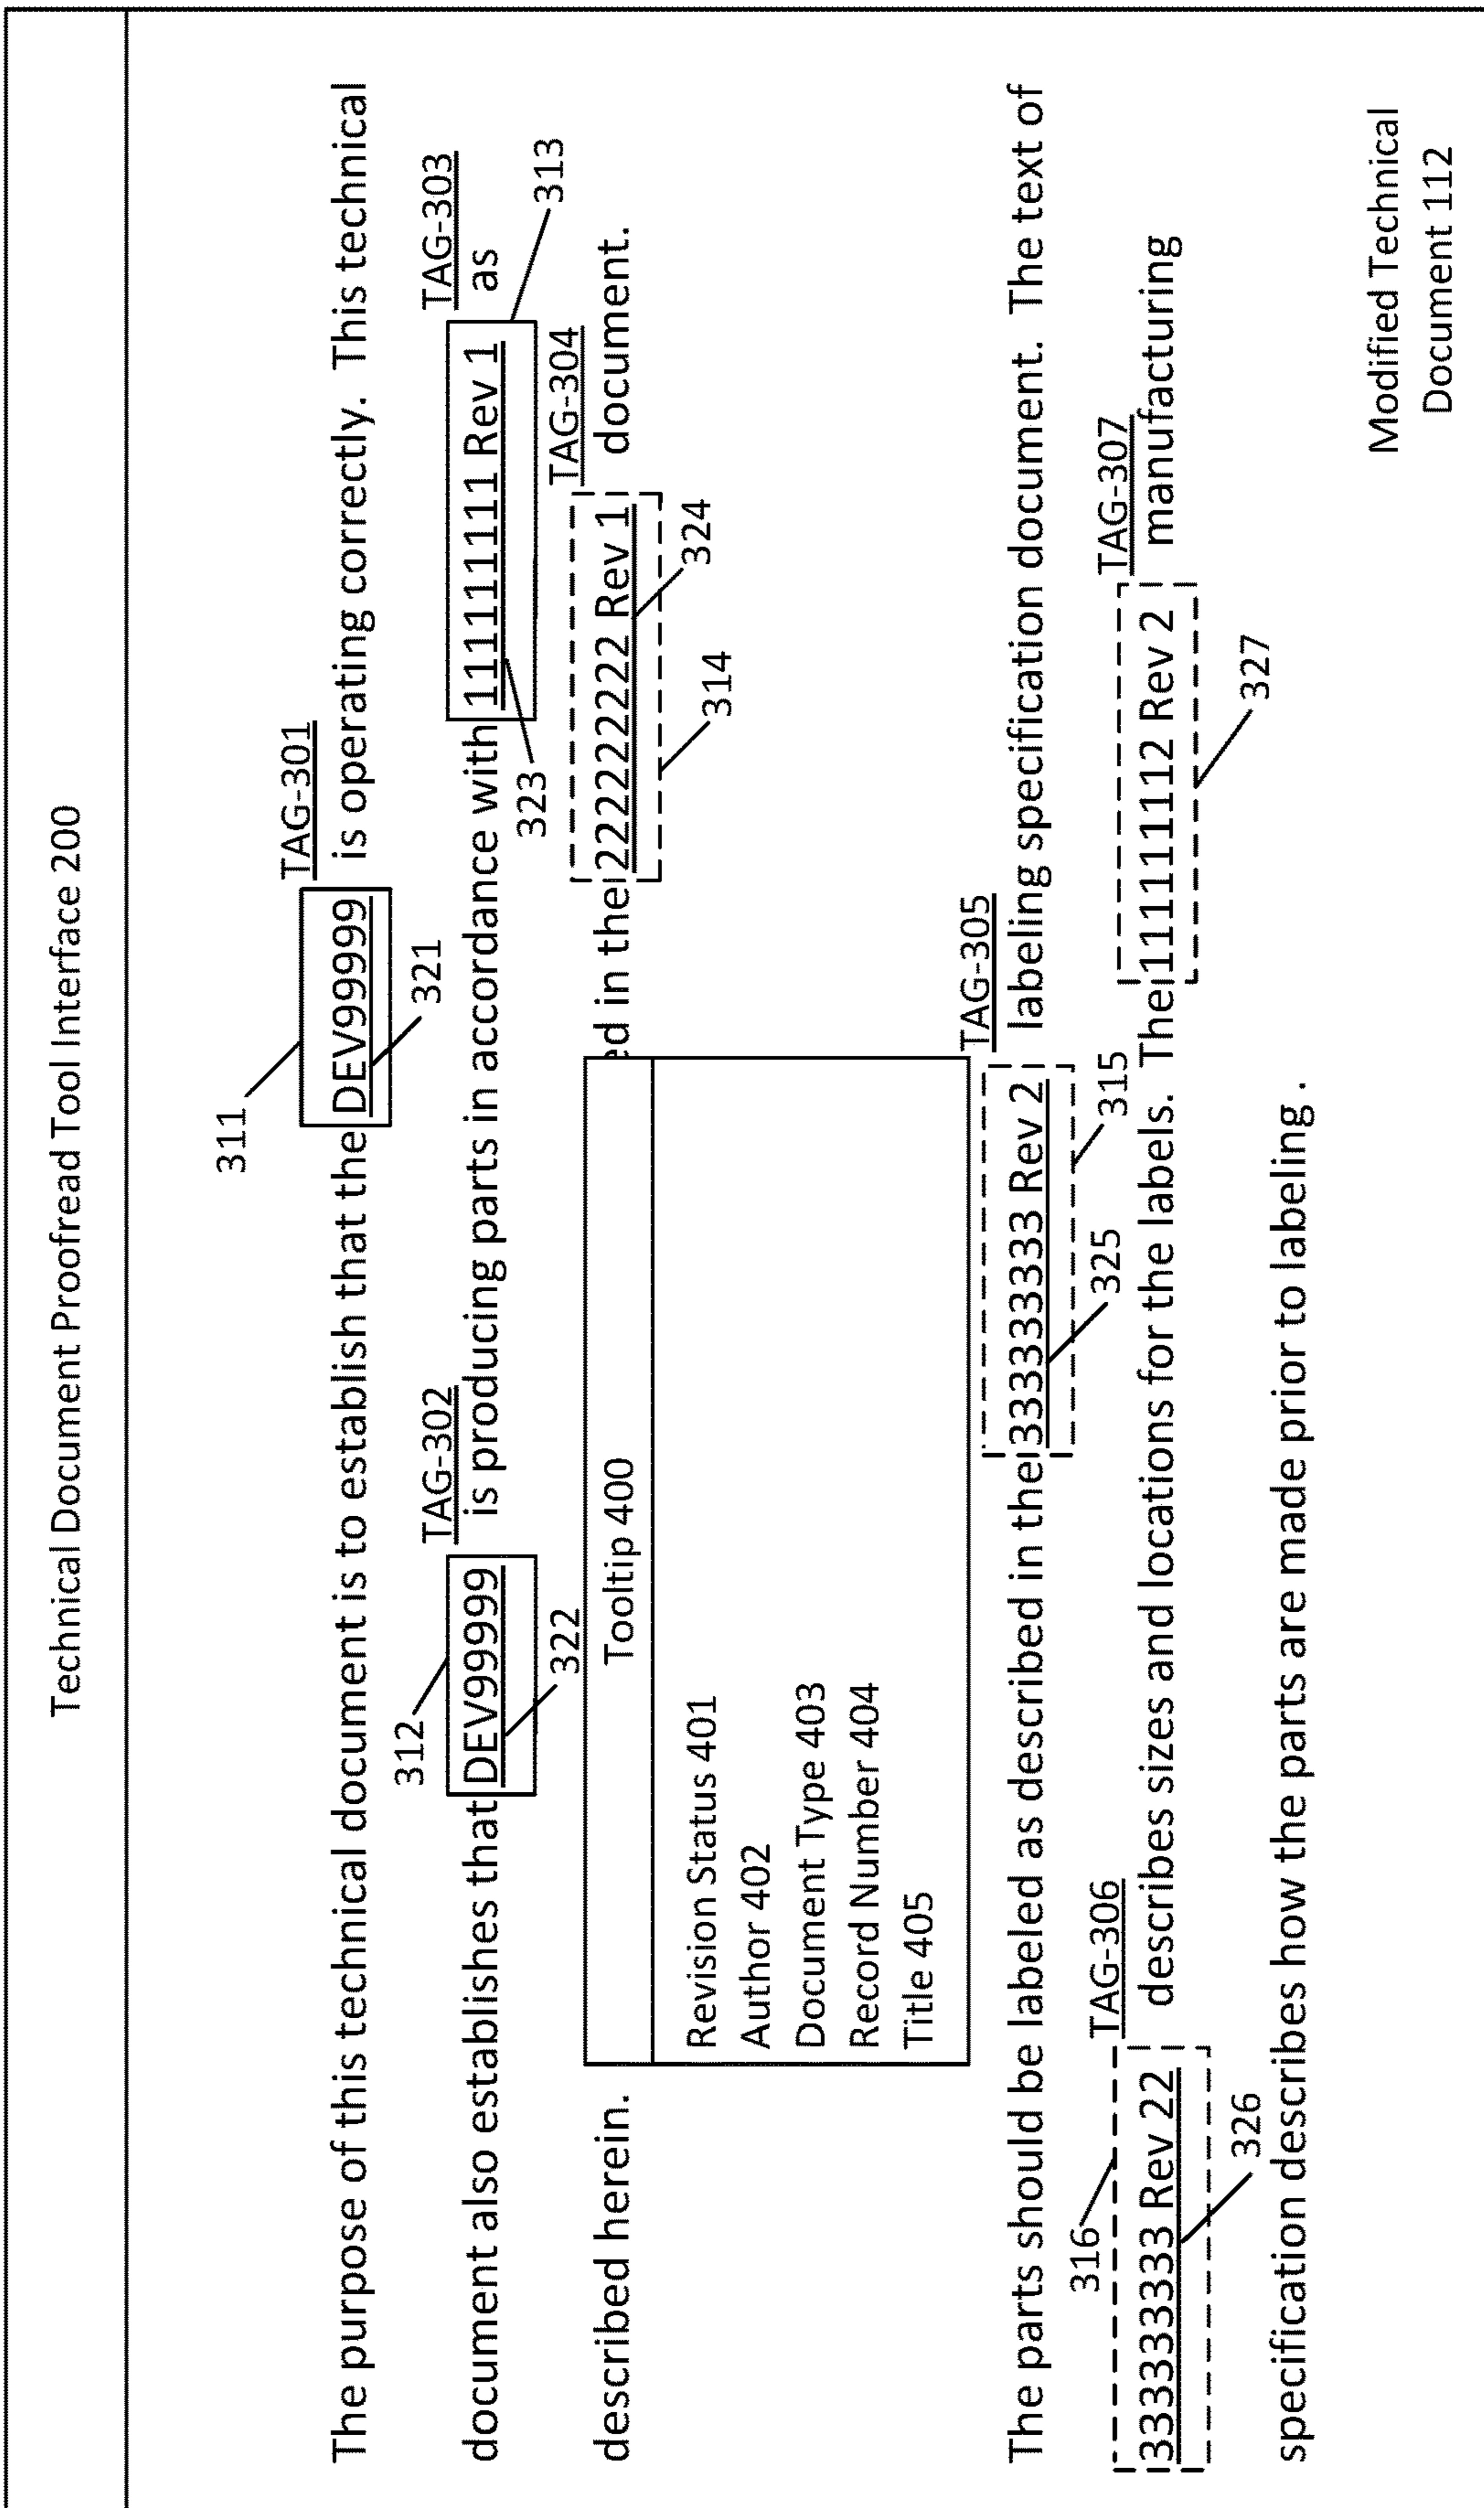 Technical Document Proofread Tool Interface 200
311
TAG-301
The purpose of this technical document is to establish that the DEV99999 is operating correctly. This technical
321
312
TAG-302
TAG-303
document also establishes that DEV99999 is producing parts in accordance with 111111111 Rev 1 as
322
323
313
TAG-304
described herein.
ed in the 222222222 Rev 1 document.
324
314
Tooltip 400
Revision Status 401
Author 402
Document Type 403
Record Number 404
Title 405
TAG-305
The parts should be labeled as described in the 333333333 Rev 2 labeling specification document. The text of
325
315
316
TAG-306
TAG-307
333333333 Rev 22 describes sizes and locations for the labels. The 111111112 Rev 2 manufacturing
326
327
specification describes how the parts are made prior to labeling .
Modified Technical
Document 112